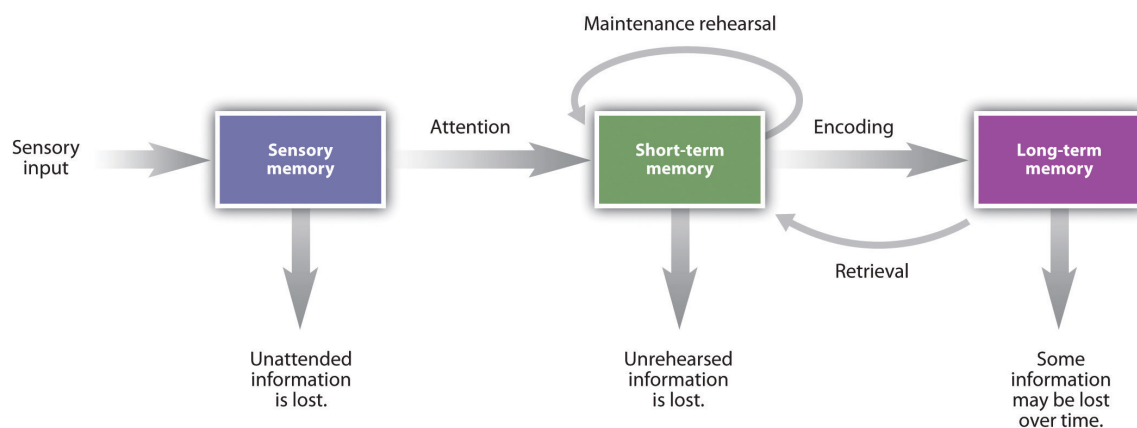 Maintenance rehearsal
Sensory
input
Sensory
memory
Attention
Short-term
memory
Encoding
Long-term
memory
Retrieval
Unattended
information
is lost.
Unrehearsed
information
is lost.
Some
information
may be lost
over time.